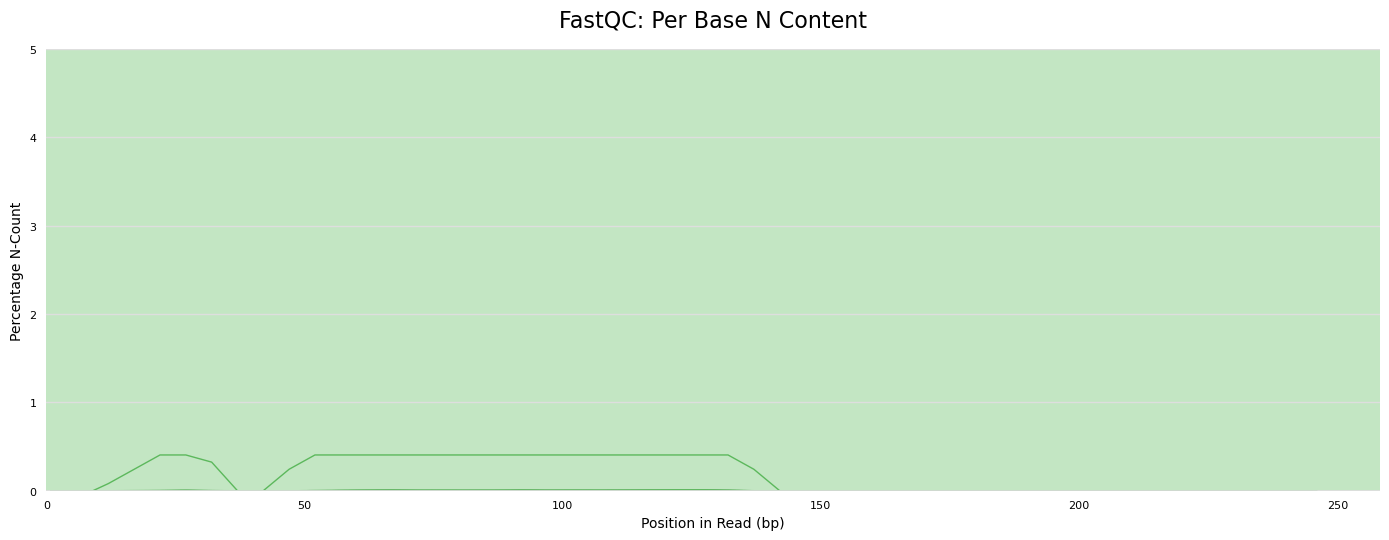 FastQC: Per Base N Content
Percentage N-Count
5
4
3
2
1
0
0 50 100 150 200 250
Position in Read (bp)